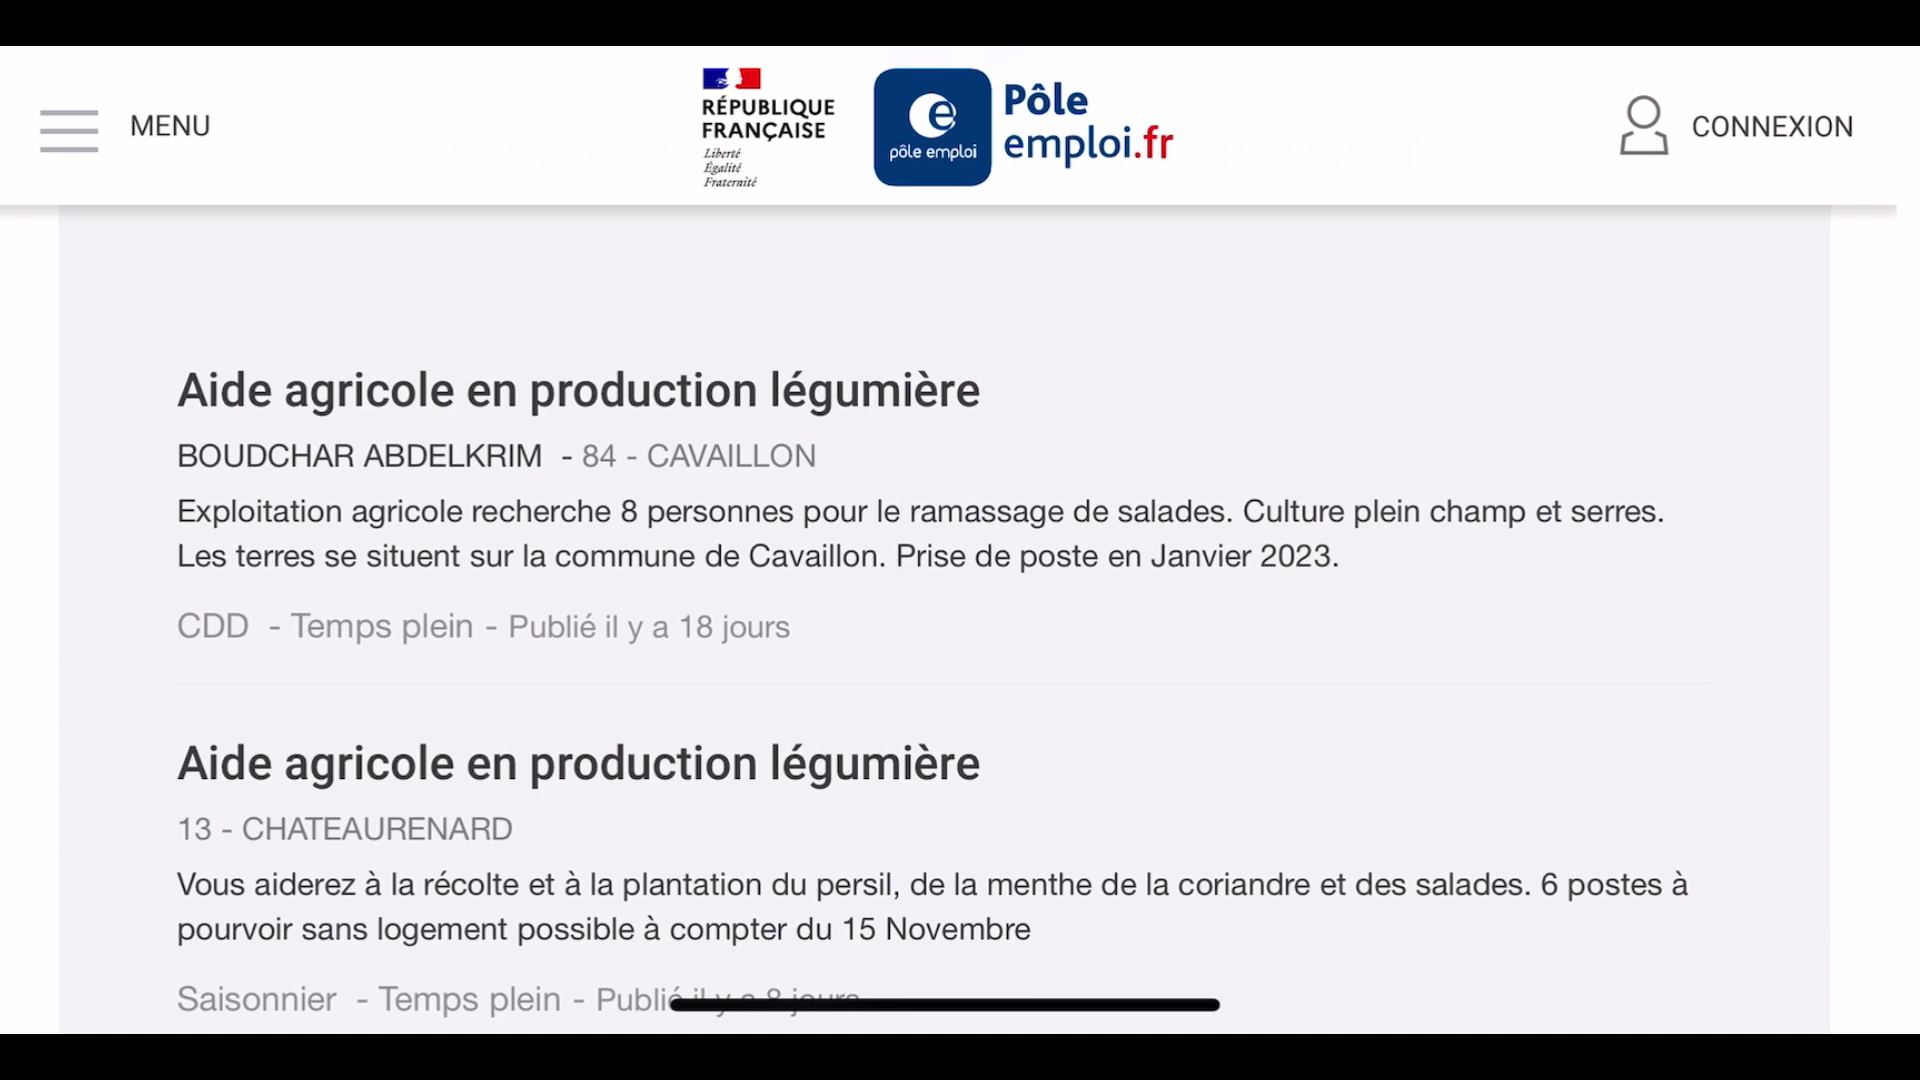 MENU
RÉPUBLIQUE
FRANÇAISE
Liberté
Égalité
Fraternité
pôle emploi
Pôle
emploi.fr
CONNEXION
Aide agricole en production légumière
BOUDCHAR ABDELKRIM - 84 - CAVAILLON
Exploitation agricole recherche 8 personnes pour le ramassage de salades. Culture plein champ et serres.
Les terres se situent sur la commune de Cavaillon. Prise de poste en Janvier 2023.
CDD - Temps plein - Publié il y a 18 jours
Aide agricole en production légumière
13 - CHATEAURENARD
Vous aiderez à la récolte et à la plantation du persil, de la menthe de la coriandre et des salades. 6 postes à
pourvoir sans logement possible à compter du 15 Novembre
Saisonnier - Temps plein - Publié il y a 8 jours